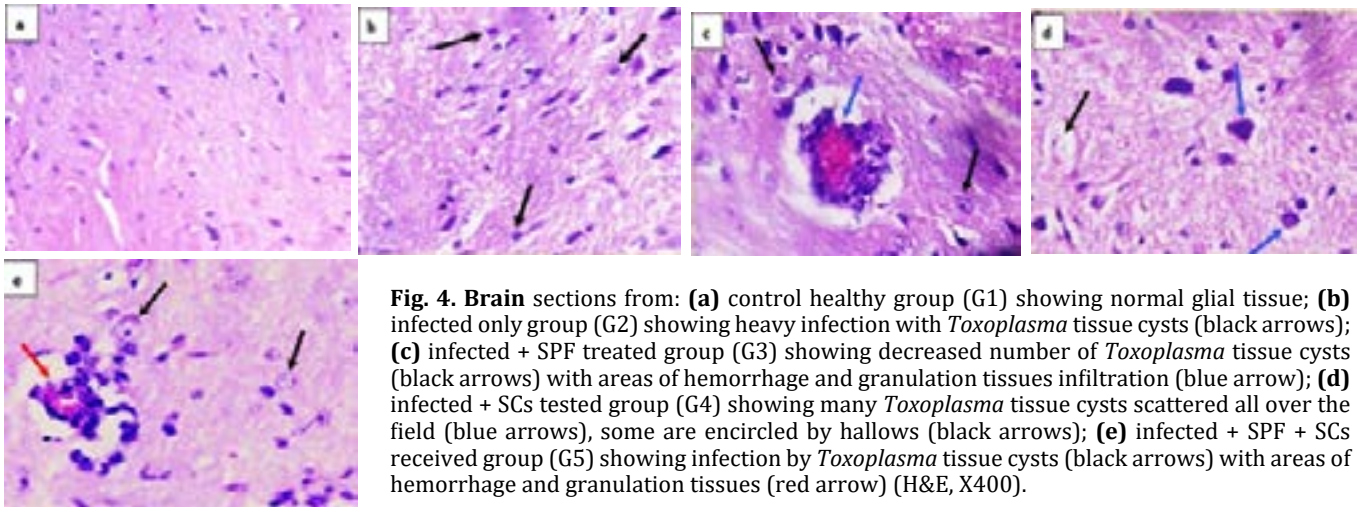 a
b
c
d
e
Fig. 4. Brain sections from: (a) control healthy group (G1) showing normal glial tissue; (b)
infected only group (G2) showing heavy infection with Toxoplasma tissue cysts (black arrows);
(c) infected + SPF treated group (G3) showing decreased number of Toxoplasma tissue cysts
(black arrows) with areas of hemorrhage and granulation tissues infiltration (blue arrow); (d)
infected + SCs tested group (G4) showing many Toxoplasma tissue cysts scattered all over the
field (blue arrows), some are encircled by hallows (black arrows); (e) infected + SPF + SCs
received group (G5) showing infection by Toxoplasma tissue cysts (black arrows) with areas of
hemorrhage and granulation tissues (red arrow) (H&E, X400).